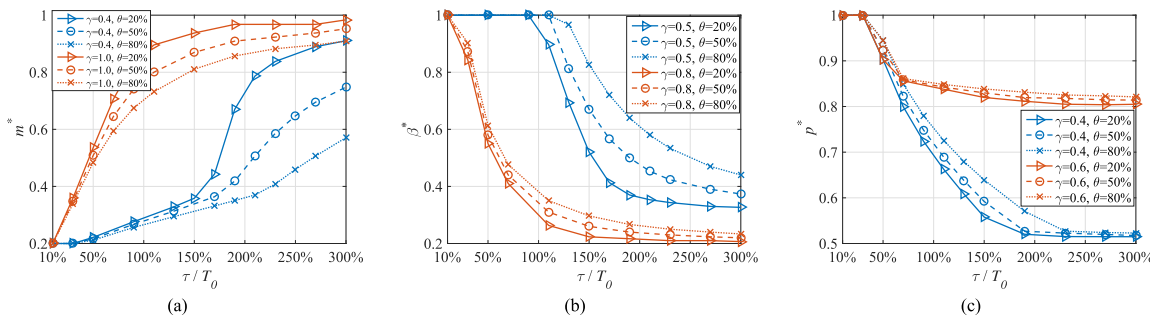 1
0.8
0.6
0.4
0.2
m*
γ=0.4, θ=20%
γ=0.4, θ=50%
γ=0.4, θ=80%
γ=1.0, θ=20%
γ=1.0, θ=50%
γ=1.0, θ=80%
10% 50% 100% 150% 200% 250% 300%
τ / T0
(a)
1
0.8
0.6
0.4
0.2
β*
γ=0.5, θ=20%
γ=0.5, θ=50%
γ=0.5, θ=80%
γ=0.8, θ=20%
γ=0.8, θ=50%
γ=0.8, θ=80%
10% 50% 100% 150% 200% 250% 300%
τ / T0
(b)
1
0.9
0.8
0.7
0.6
0.5
p*
γ=0.4, θ=20%
γ=0.4, θ=50%
γ=0.4, θ=80%
γ=0.6, θ=20%
γ=0.6, θ=50%
γ=0.6, θ=80%
10% 50% 100% 150% 200% 250% 300%
τ / T0
(c)